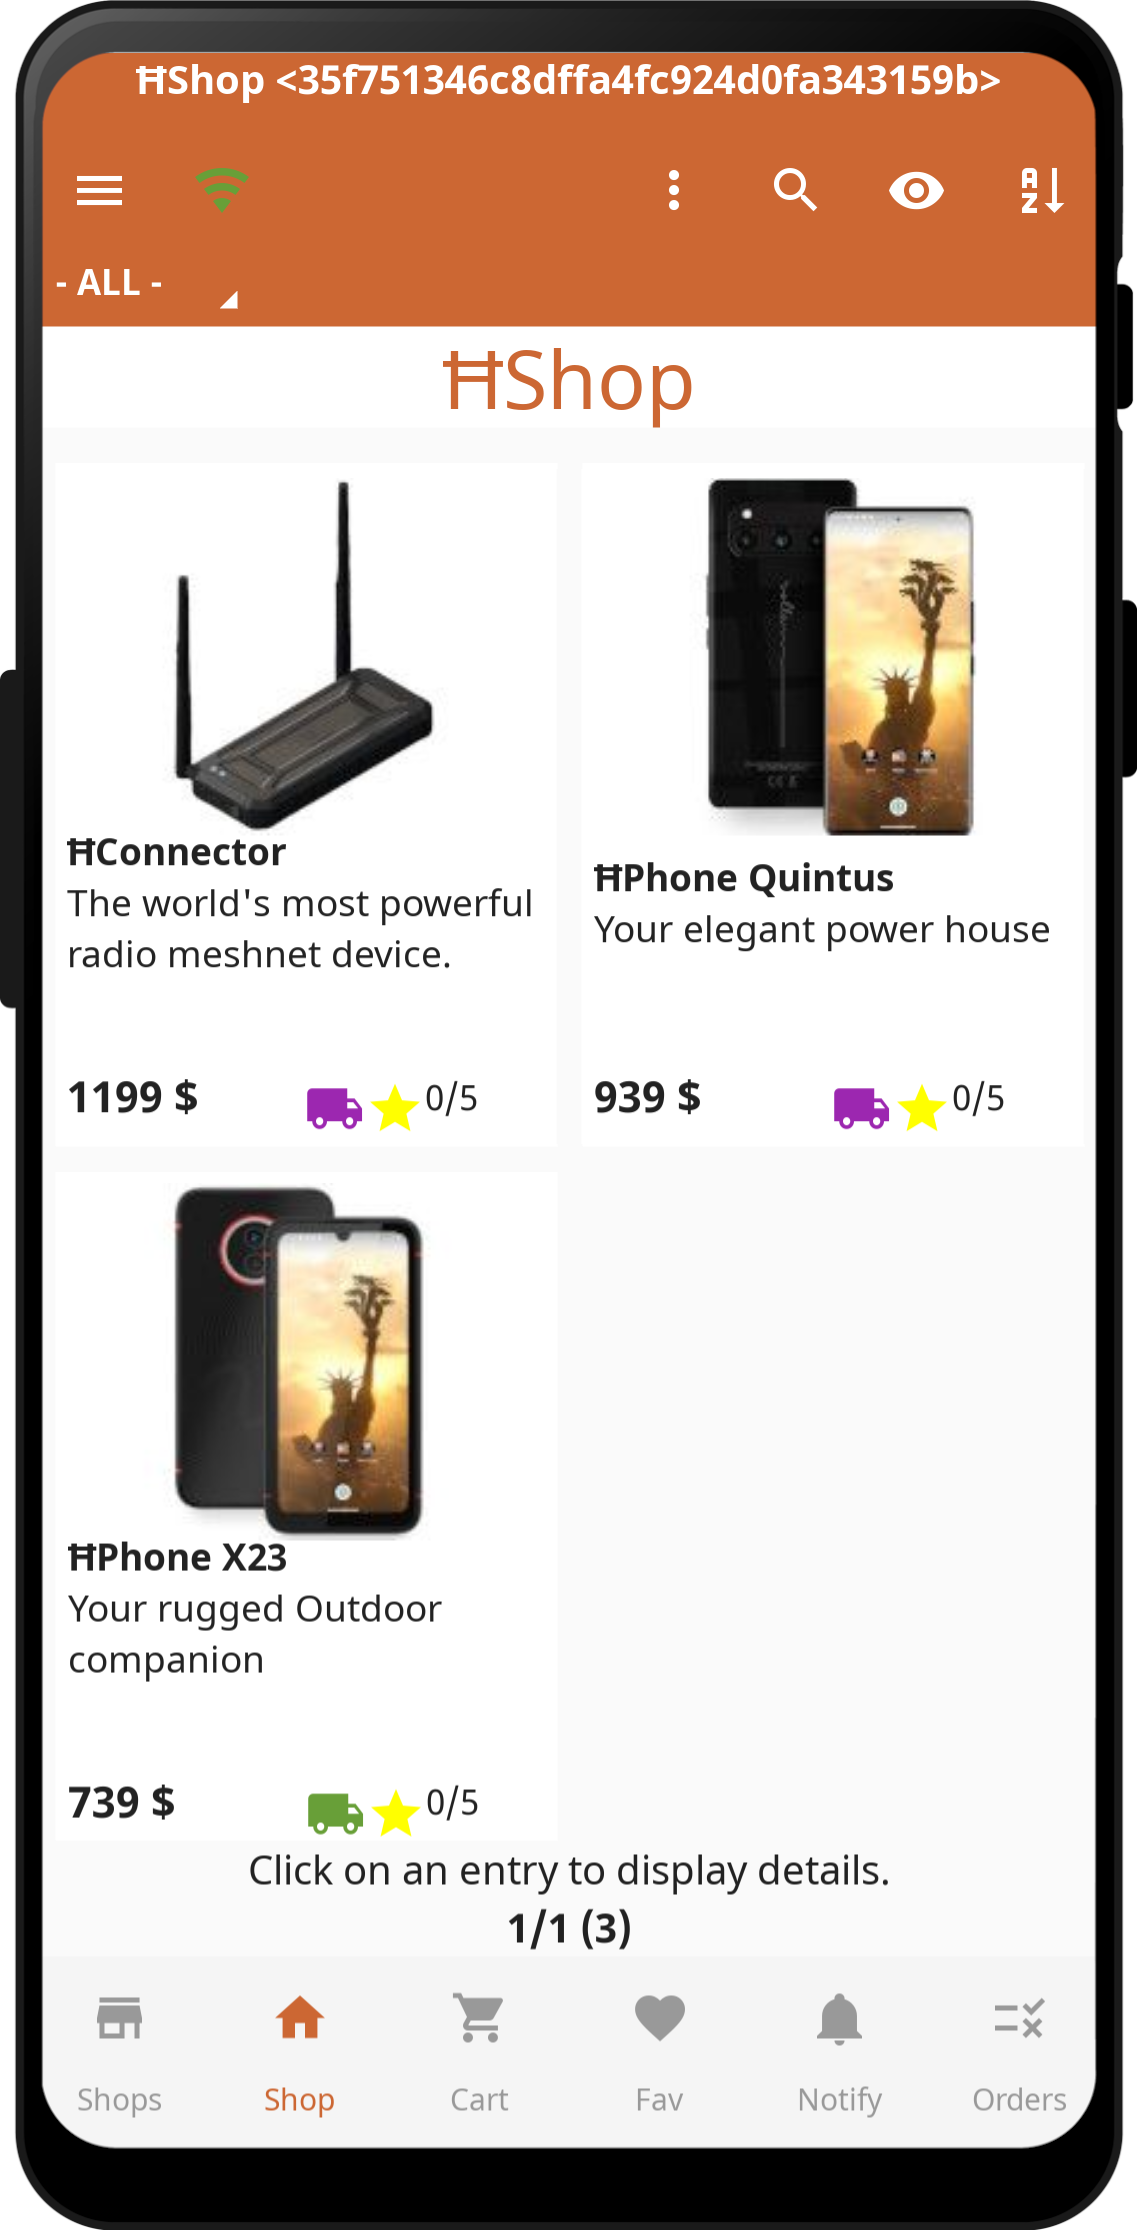 ĦShop <35f751346c8dffa4fc924d0fa343159b>
- ALL -
ĦShop
ĦConnector
The world's most powerful
radio meshnet device.
1199 $ 0/5
ĦPhone Quintus
Your elegant power house
939 $ 0/5
ĦPhone X23
Your rugged Outdoor
companion
739 $ 0/5
Click on an entry to display details.
1/1 (3)
Shops Shop Cart Fav Notify Orders